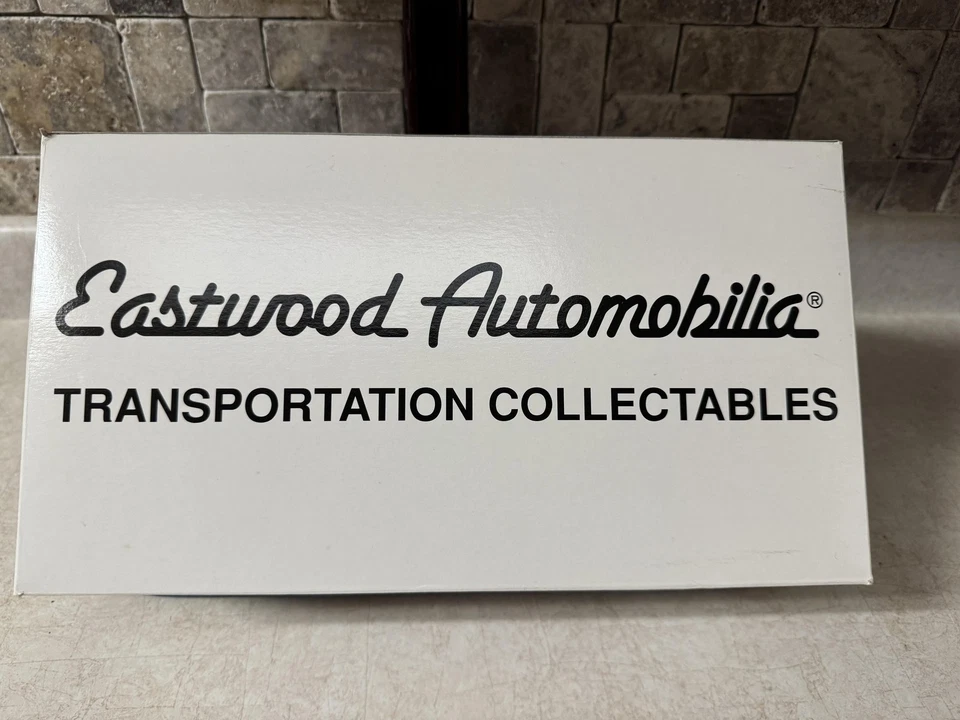 Eastwood Automobilia®
TRANSPORTATION COLLECTABLES